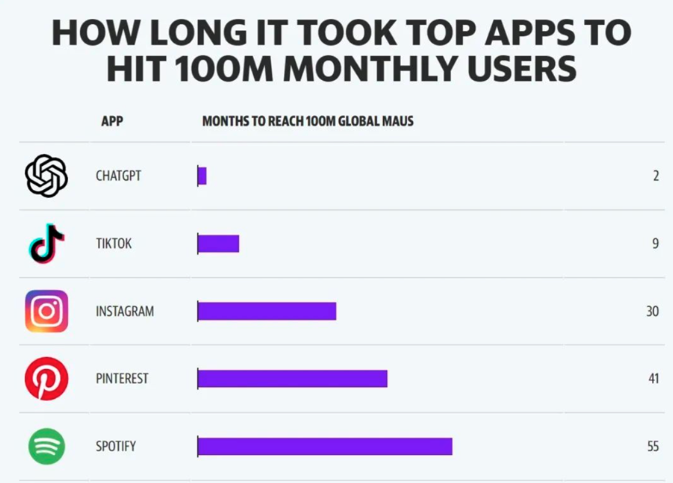 HOW LONG IT TOOK TOP APPS TO
HIT 100M MONTHLY USERS
APP MONTHS TO REACH 100M GLOBAL MAUS
CHATGPT 2
TIKTOK 9
INSTAGRAM 30
PINTEREST 41
SPOTIFY 55